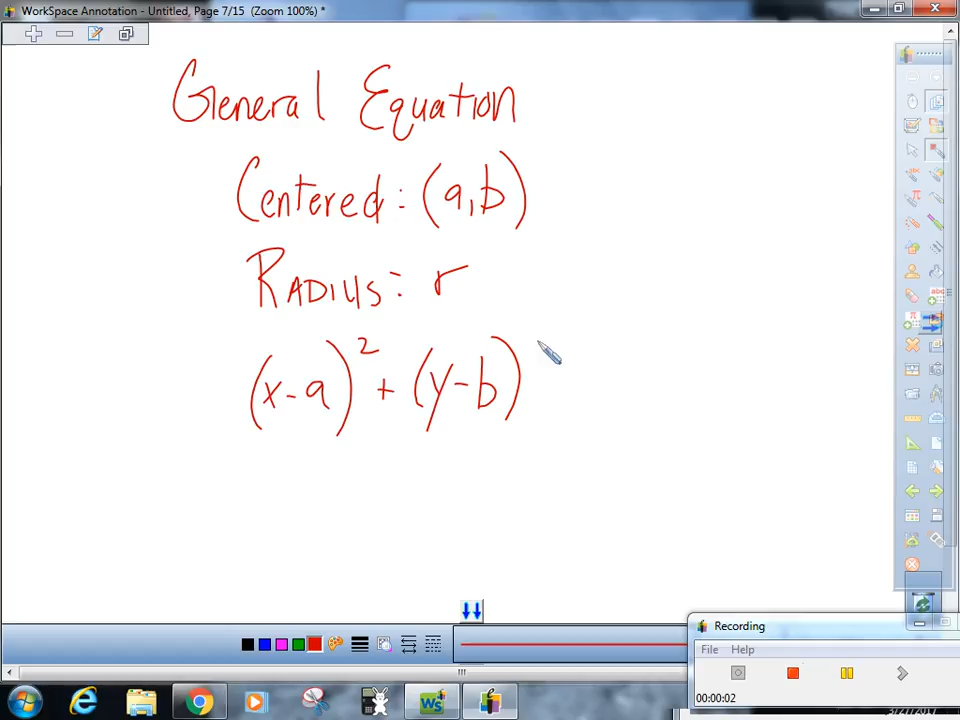 WorkSpace Annotation - Untitled, Page 7/15 (Zoom 100%) *
General Equation
Centered: (a,b)
Radius: r
(x-a)² + (y-b)
Recording
File Help
00:00:02